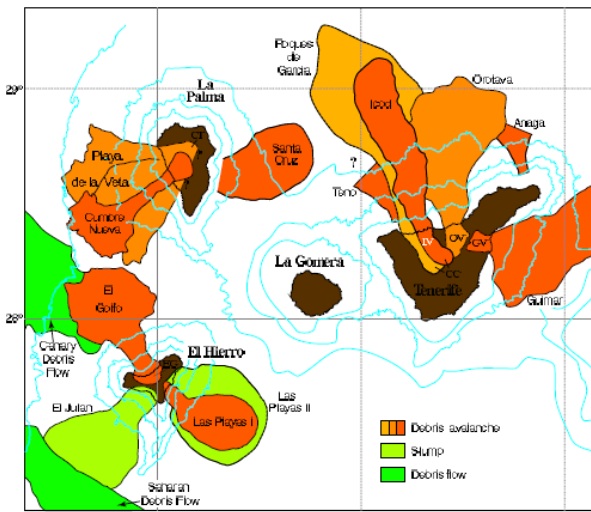 Roques
de
Garcia
Orotava
29°
La
Palma
Icod
Anaga
CT
Santa
Cruz
Playa
?
?
?
de la Veta
Teno
Cumbre
Nueva
IV
OV
GV
La Gomera
CC
Tenerife
El
Golfo
Guimar
28°
Canary
Debris
Flow
El Hierro
Las
Playas II
El Julan
Las Playas I
Debris avalanche
Slump
Debris flow
Saharan
Debris Flow